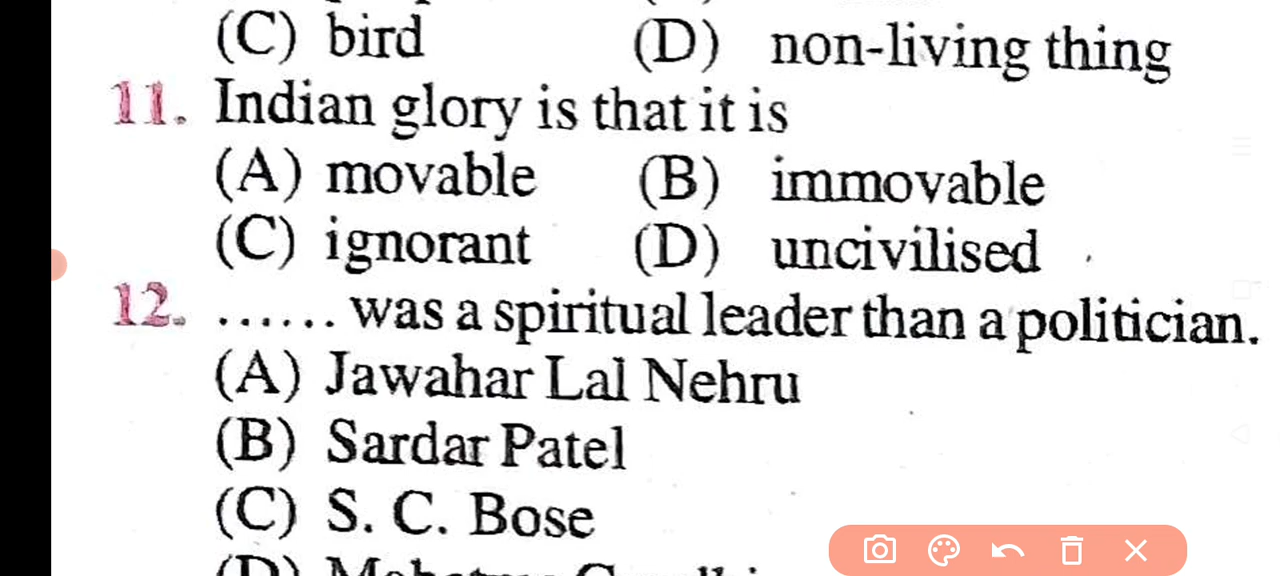 (C) bird (D) non-living thing
11. Indian glory is that it is
(A) movable (B) immovable
(C) ignorant (D) uncivilised
12. ...... was a spiritual leader than a politician.
(A) Jawahar Lal Nehru
(B) Sardar Patel
(C) S. C. Bose